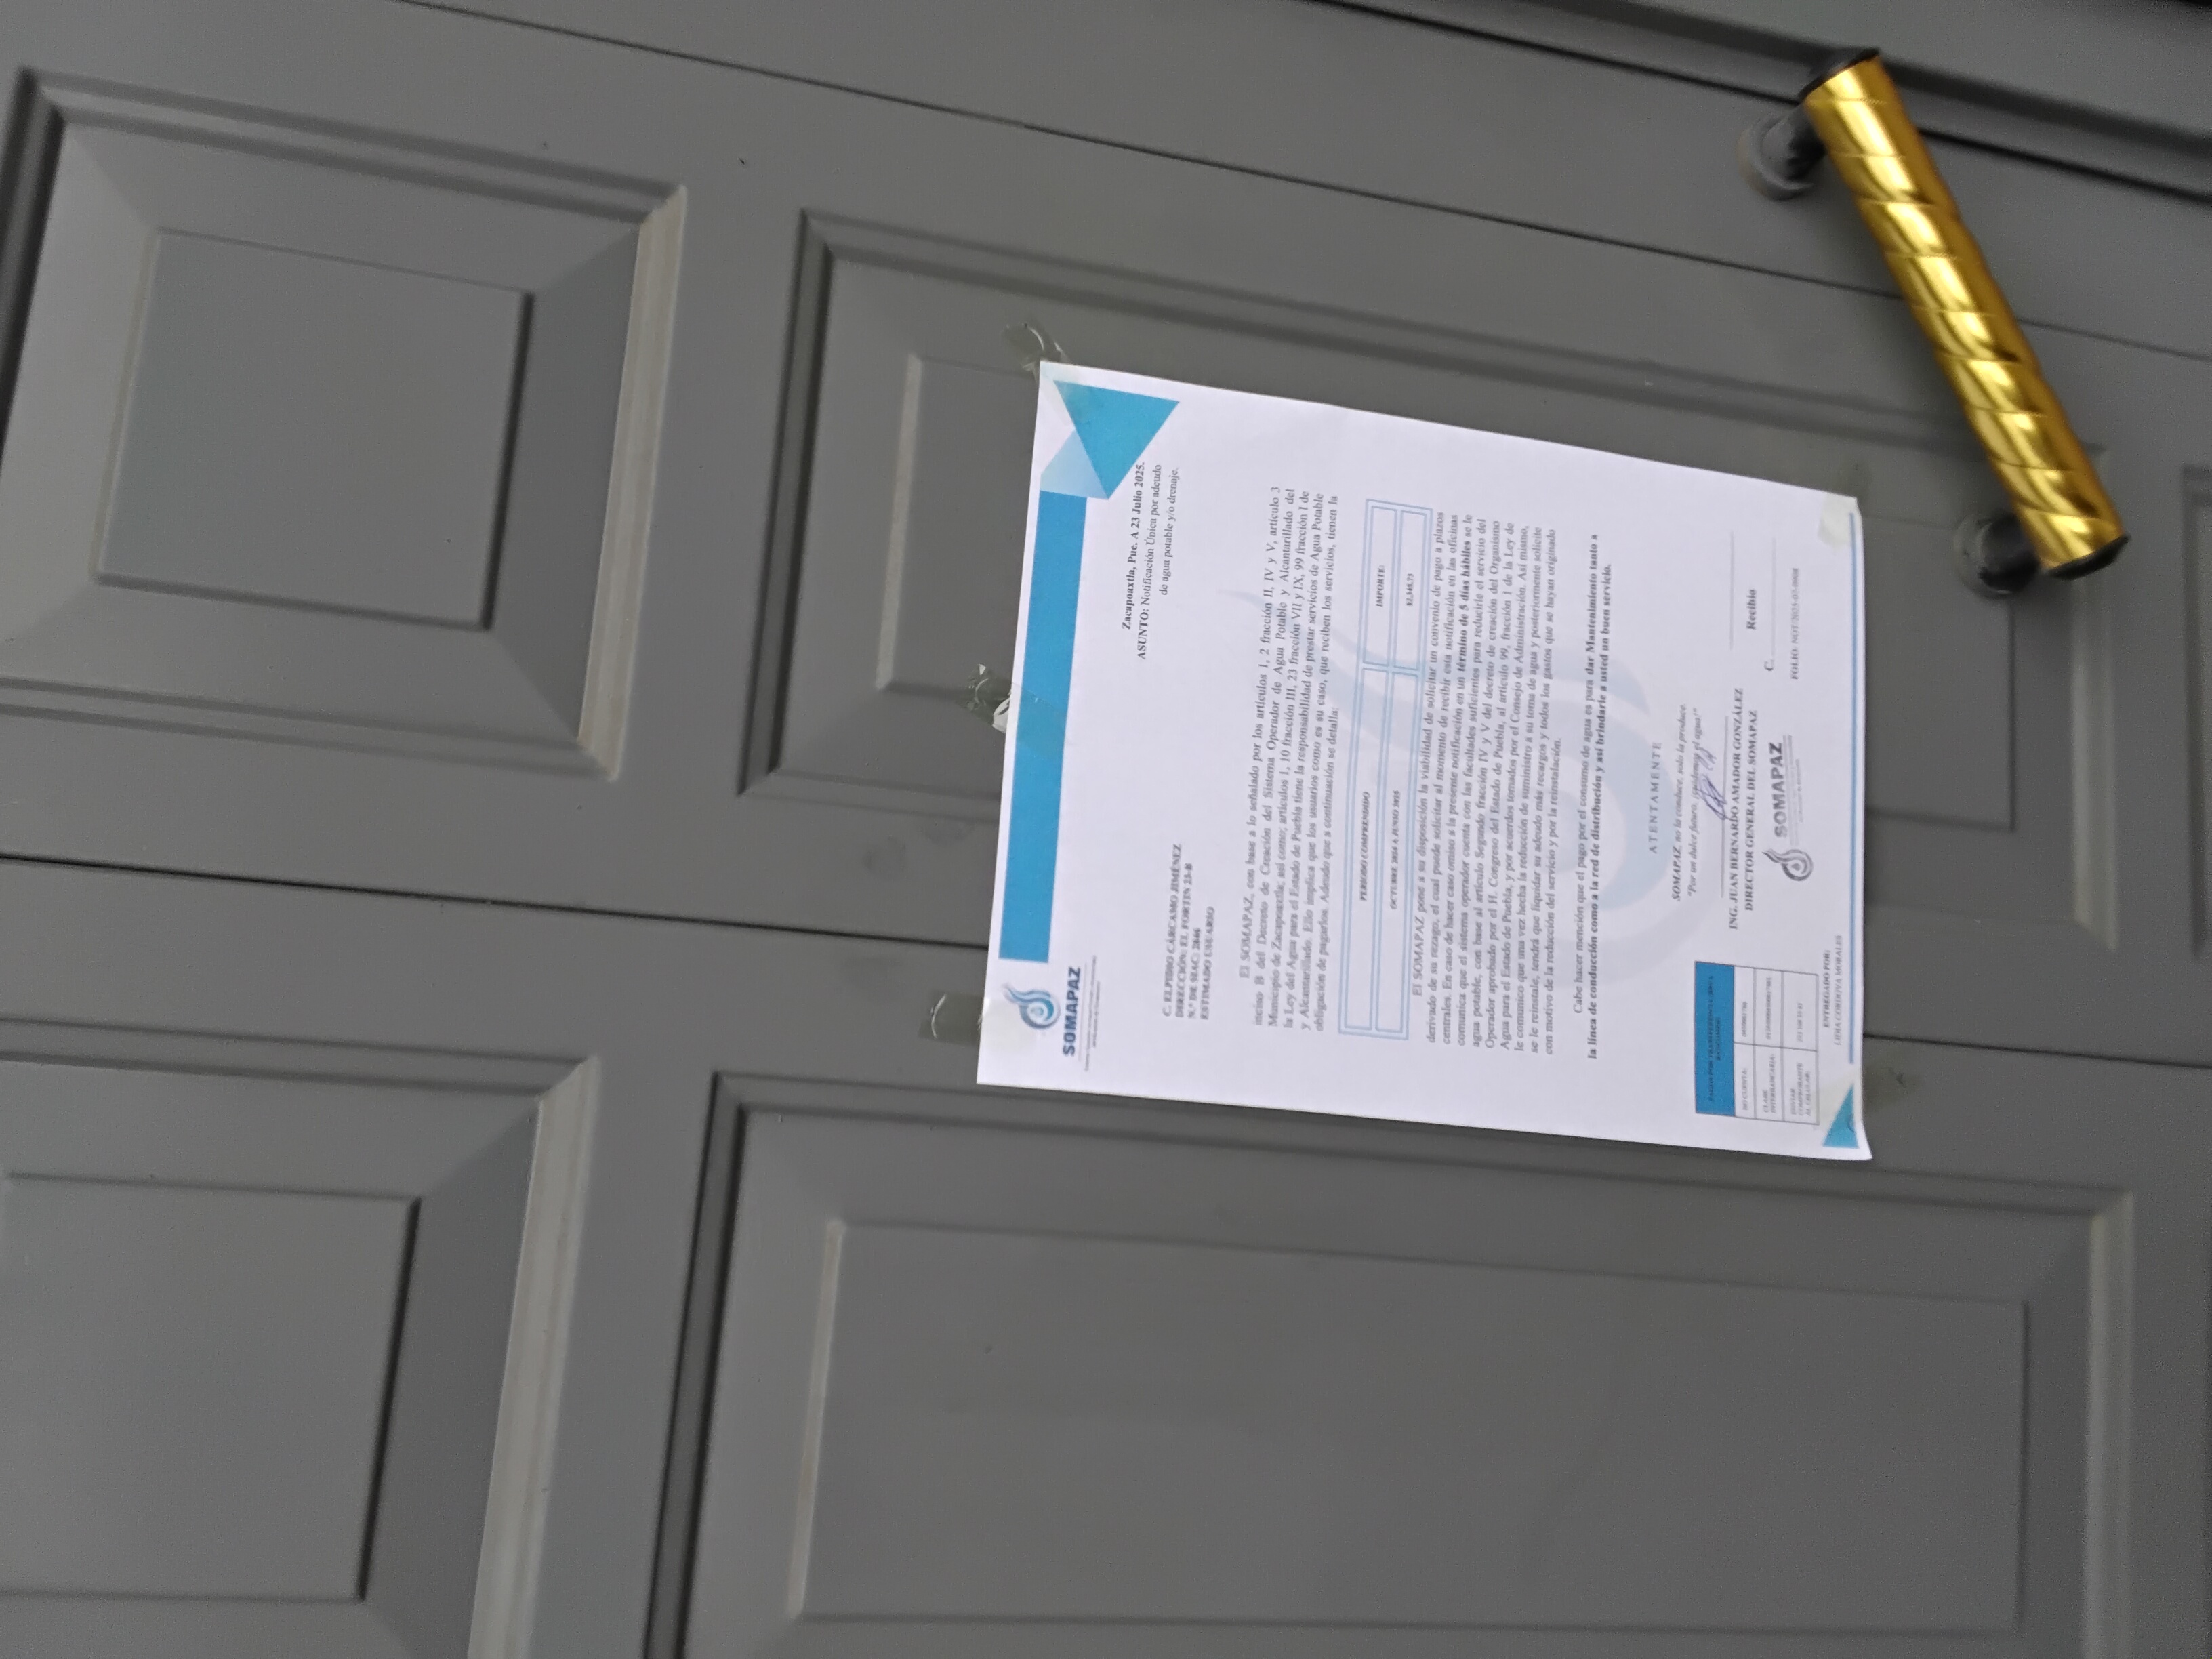 SOMAPAZ
Zacapoaxtla, Pue. A 23 Julio 2025.
ASUNTO: Notificación Única por adeudo
de agua potable y/o drenaje.
C. ELPIDIO CÁRCAMO JIMÉNEZ
DIRECCIÓN: EL FORTIN 23-B
N.° DE SIAC: 2646
ESTIMADO USUARIO
El SOMAPAZ, con base a lo señalado por los artículos 1, 2 fracción II, IV y V, artículo 3
inciso B del Decreto de Creación del Sistema Operador de Agua Potable y Alcantarillado del
Municipio de Zacapoaxtla; así como; artículos 1, 10 fracción III, 23 fracción VII y IX, 99 fracción I de
la Ley del Agua para el Estado de Puebla tiene la responsabilidad de prestar servicios de Agua Potable
y Alcantarillado. Ello implica que los usuarios como es su caso, que reciben los servicios, tienen la
obligación de pagarlos. Adeudo que a continuación se detalla:
PERIODO COMPRENDIDO
IMPORTE:
OCTUBRE 2024 A JUNIO 2025
$2,345.73
El SOMAPAZ pone a su disposición la viabilidad de solicitar un convenio de pago a plazos
derivado de su rezago, el cual puede solicitar al momento de recibir esta notificación en las oficinas
centrales. En caso de hacer caso omiso a la presente notificación en un término de 5 días hábiles se le
comunica que el sistema operador cuenta con las facultades suficientes para reducirle el servicio del
agua potable, con base al artículo Segundo fracción IV y V del decreto de creación del Organismo
Operador aprobado por el H. Congreso del Estado de Puebla, al artículo 99, fracción 1 de la Ley de
Agua para el Estado de Puebla, y por acuerdos tomados por el Consejo de Administración. Así mismo,
le comunico que una vez hecha la reducción de suministro a su toma de agua y posteriormente solicite
se le reinstale, tendrá que liquidar su adeudo más recargos y todos los gastos que se hayan originado
con motivo de la reducción del servicio y por la reinstalación.
Cabe hacer mención que el pago por el consumo de agua es para dar Mantenimiento tanto a
la línea de conducción como a la red de distribución y así brindarle a usted un buen servicio.
ATENTAMENTE
SOMAPAZ, no la conduce, solo la produce.
"Por un dulce futuro, el agua!"
ING. JUAN BERNARDO AMADOR GONZÁLEZ
DIRECTOR GENERAL DEL SOMAPAZ
SOMAPAZ
Recibio
C.
FOLIO: NOT/2025-07-0908
NO CUENTA:
CLABE
INTERBANCARIA:
ENVIAR
COMPROBANTE
AL CELULAR:
ENTREGADO POR:
LIDIA CORDOVA MORALES